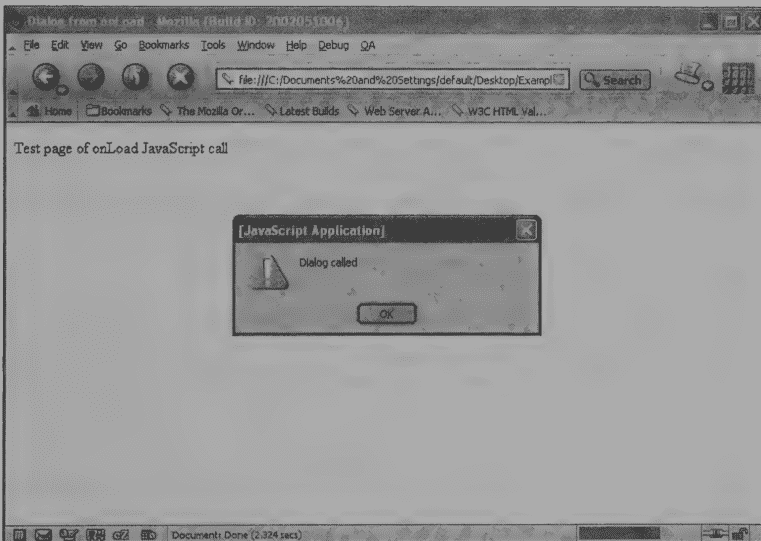 Dialog from onLoad - Mozilla {Build ID: 2002051006}
File Edit View Go Bookmarks Tools Window Help Debug QA
file:///C:/Documents%20and%20Settings/default/Desktop/Exampl
Search
Home Bookmarks The Mozilla Or... Latest Builds Web Server A... W3C HTML Val...
Test page of onLoad JavaScript call
[JavaScript Application]
Dialog called
OK
Document: Done (2.324 secs)